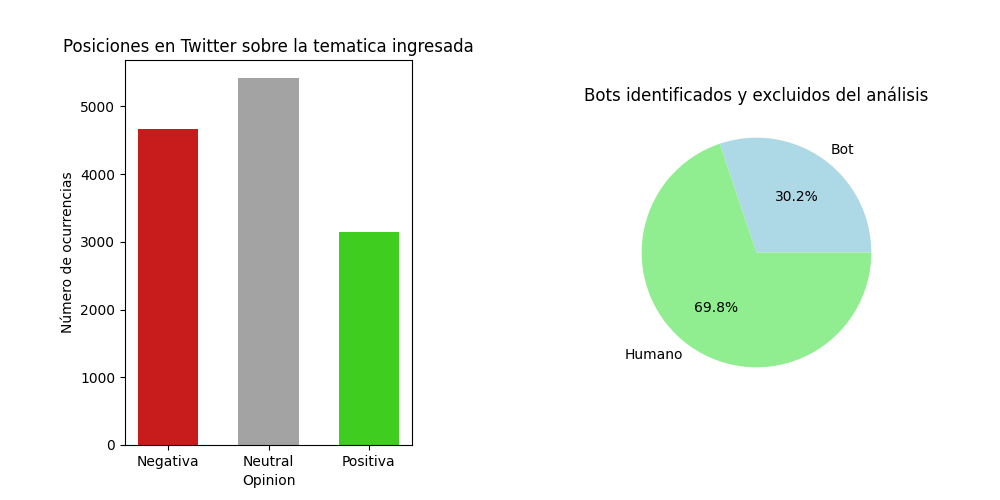 Posiciones en Twitter sobre la tematica ingresada
Número de ocurrencias
5000
4000
3000
2000
1000
0
Negativa
Neutral
Positiva
Opinion
Bots identificados y excluidos del análisis
Bot
30.2%
69.8%
Humano